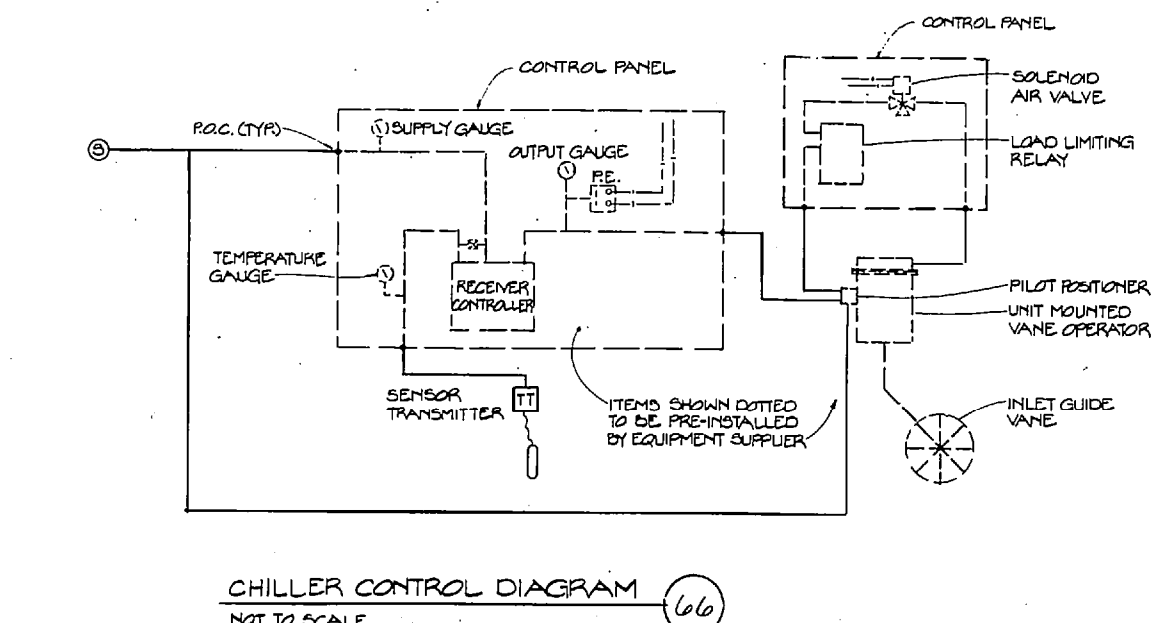 CONTROL PANEL
CONTROL PANEL
SOLENOID
AIR VALVE
P.O.C. (TYP.)
SUPPLY GAUGE
OUTPUT GAUGE
P.E.
LOAD LIMITING
RELAY
S
TEMPERATURE
GAUGE
RECEIVER
CONTROLLER
PILOT POSITIONER
UNIT MOUNTED
VANE OPERATOR
SENSOR
TRANSMITTER
TT
ITEMS SHOWN DOTTED
TO BE PRE-INSTALLED
BY EQUIPMENT SUPPLIER
INLET GUIDE
VANE
CHILLER CONTROL DIAGRAM
66
NOT TO SCALE